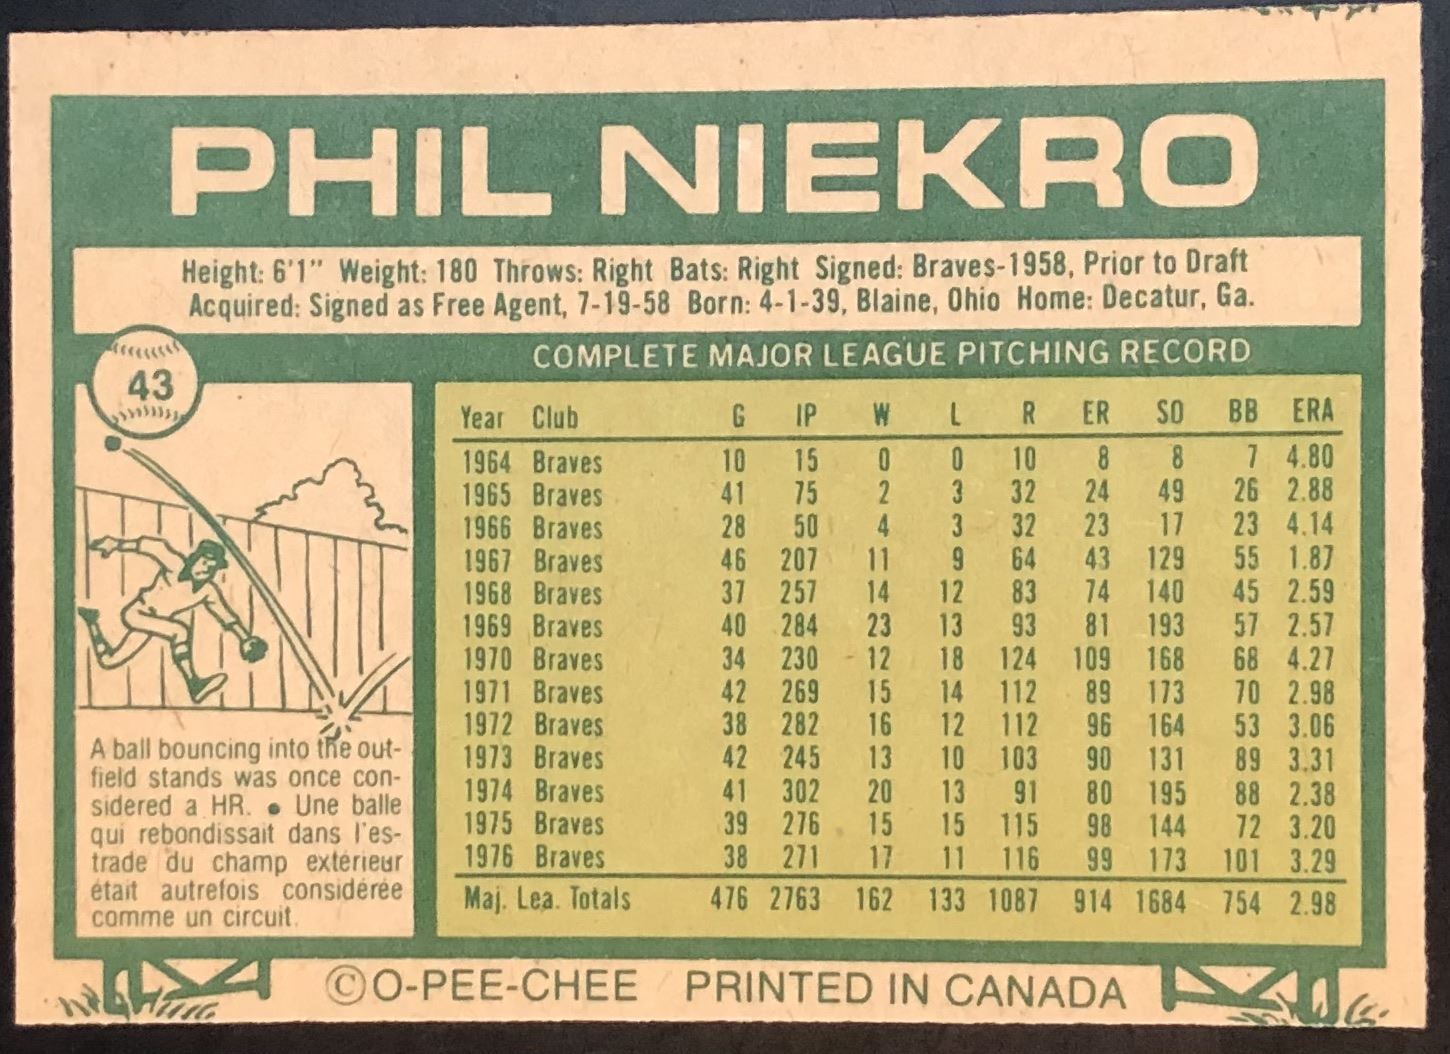 PHIL NIEKRO
Height: 6'1" Weight: 180 Throws: Right Bats: Right Signed: Braves-1958, Prior to Draft
Acquired: Signed as Free Agent, 7-19-58 Born: 4-1-39, Blaine, Ohio Home: Decatur, Ga.
43
COMPLETE MAJOR LEAGUE PITCHING RECORD
Year Club G IP W L R ER SO BB ERA
1964 Braves 10 15 0 0 10 8 8 7 4.80
1965 Braves 41 75 2 3 32 24 49 26 2.88
1966 Braves 28 50 4 3 32 23 17 23 4.14
1967 Braves 46 207 11 9 64 43 129 55 1.87
1968 Braves 37 257 14 12 83 74 140 45 2.59
1969 Braves 40 284 23 13 93 81 193 57 2.57
1970 Braves 34 230 12 18 124 109 168 68 4.27
1971 Braves 42 269 15 14 112 89 173 70 2.98
1972 Braves 38 282 16 12 112 96 164 53 3.06
1973 Braves 42 245 13 10 103 90 131 89 3.31
1974 Braves 41 302 20 13 91 80 195 88 2.38
1975 Braves 39 276 15 15 115 98 144 72 3.20
1976 Braves 38 271 17 11 116 99 173 101 3.29
Maj. Lea. Totals 476 2763 162 133 1087 914 1684 754 2.98
A ball bouncing into the out-
field stands was once con-
sidered a HR. • Une balle
qui rebondissait dans l'es-
trade du champ extérieur
était autrefois considérée
comme un circuit.
© O-PEE-CHEE PRINTED IN CANADA